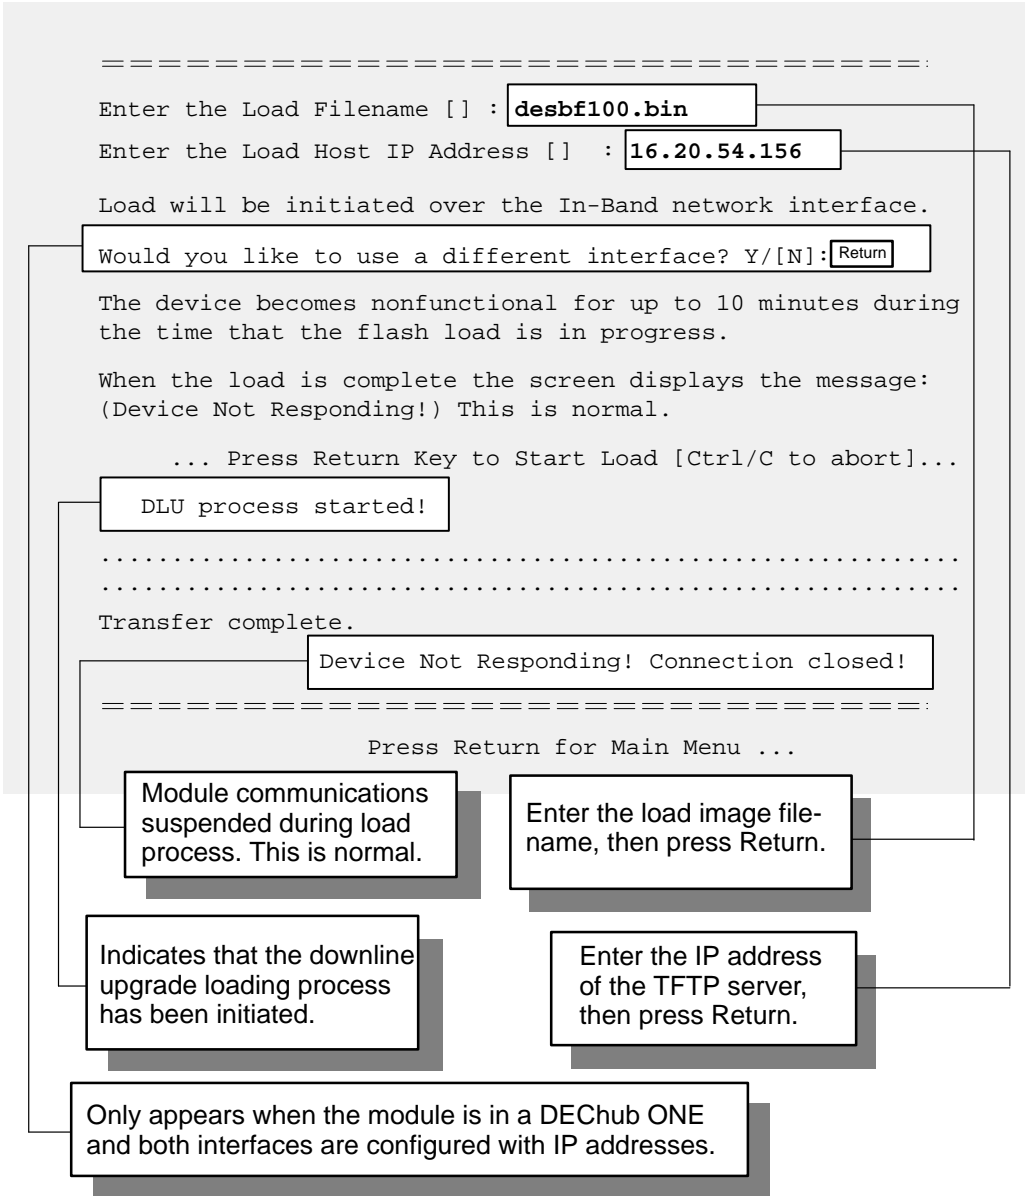 =============================
Enter the Load Filename [] : desbf100.bin
Enter the Load Host IP Address [] : 16.20.54.156
Load will be initiated over the In-Band network interface.
Would you like to use a different interface? Y/[N]: Return
The device becomes nonfunctional for up to 10 minutes during
the time that the flash load is in progress.
When the load is complete the screen displays the message:
(Device Not Responding!) This is normal.
... Press Return Key to Start Load [Ctrl/C to abort]...
DLU process started!
............................................................
............................................................
Transfer complete.
Device Not Responding! Connection closed!
=============================
Press Return for Main Menu ...
Module communications
suspended during load
process. This is normal.
Enter the load image file-
name, then press Return.
Indicates that the downline
upgrade loading process
has been initiated.
Enter the IP address
of the TFTP server,
then press Return.
Only appears when the module is in a DEChub ONE
and both interfaces are configured with IP addresses.